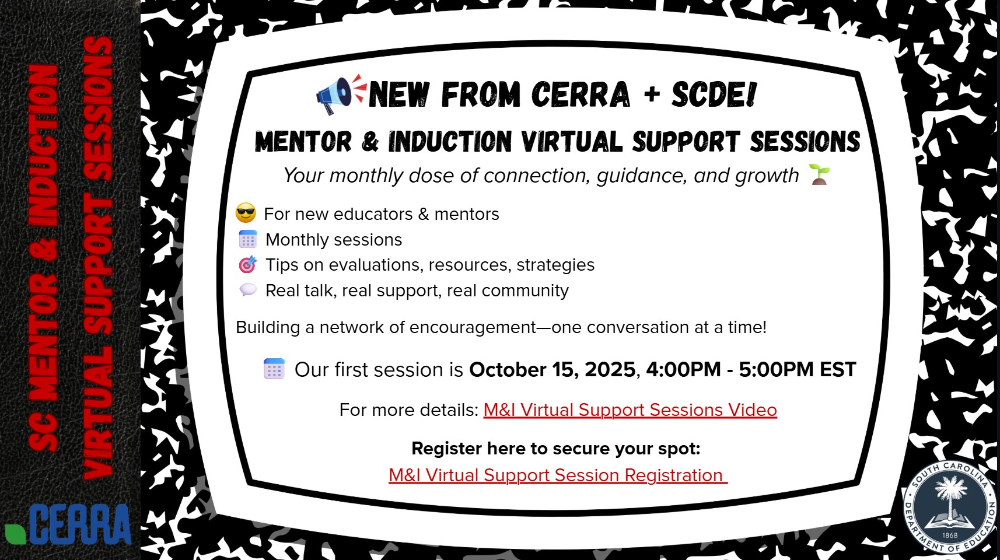 SC MENTOR & INDUCTION
VIRTUAL SUPPORT SESSIONS
CERRA
NEW FROM CERRA + SCDE!
MENTOR & INDUCTION VIRTUAL SUPPORT SESSIONS
Your monthly dose of connection, guidance, and growth
For new educators & mentors
Monthly sessions
Tips on evaluations, resources, strategies
Real talk, real support, real community
Building a network of encouragement—one conversation at a time!
Our first session is October 15, 2025, 4:00PM - 5:00PM EST
For more details: M&I Virtual Support Sessions Video
Register here to secure your spot:
M&I Virtual Support Session Registration
SOUTH CAROLINA
1868
DEPARTMENT OF EDUCATION